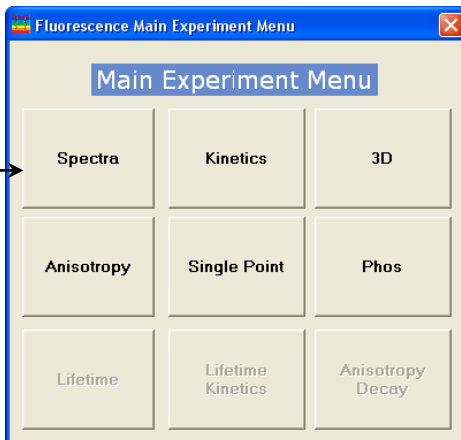 Fluorescence Main Experiment Menu
Main Experiment Menu
Spectra
Kinetics
3D
Anisotropy
Single Point
Phos
Lifetime
Lifetime
Kinetics
Anisotropy
Decay